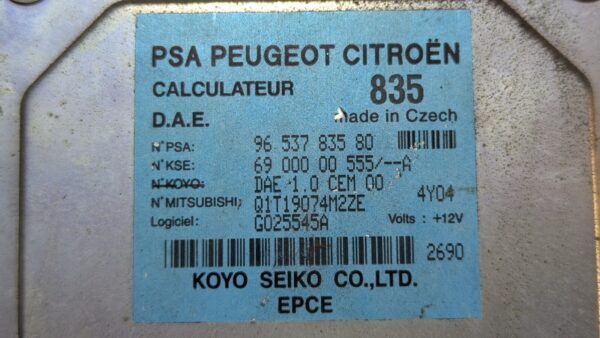 PSA PEUGEOT CITROËN
CALCULATEUR 835
D.A.E. made in Czech
N°PSA: 96 537 835 80
N°KSE: 69 000 00 555/--A
N°KOYO: DAE 1.0 CEM 00 4Y04
N°MITSUBISHI: Q1T19074M2ZE
Logiciel: G025545A Volts : +12V
2690
KOYO SEIKO CO.,LTD.
EPCE